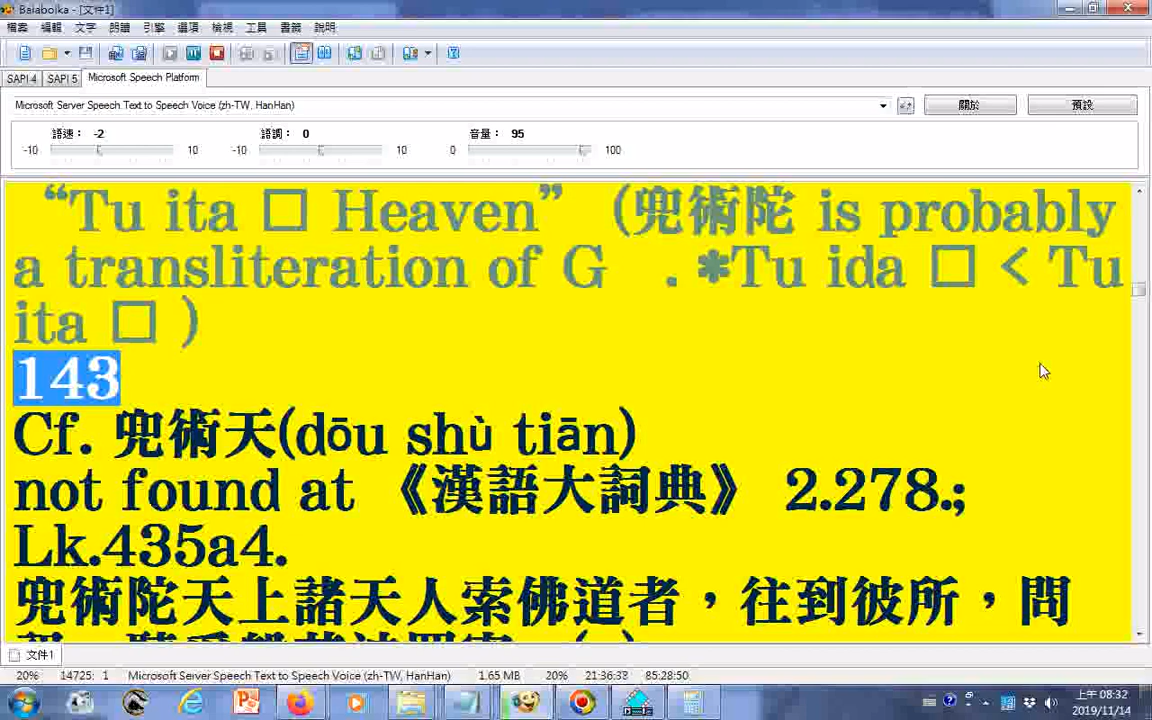 Balabolka - [文件1]
檔案 編輯 文字 朗讀 引擎 選項 檢視 工具 書籤 說明
SAPI 4 SAPI 5 Microsoft Speech Platform
Microsoft Server Speech Text to Speech Voice (zh-TW, HanHan) 關於 預設
語速： -2 語調： 0 音量： 95
-10 10 -10 10 0 100
“Tu ita □ Heaven” (兜術陀 is probably
a transliteration of G . *Tu ida □ < Tu
ita □ )
143
Cf. 兜術天(dōu shù tiān)
not found at 《漢語大詞典》 2.278.;
Lk.435a4.
兜術陀天上諸天人索佛道者，往到彼所，問
文件1
20% 14725: 1 Microsoft Server Speech Text to Speech Voice (zh-TW, HanHan) 1.65 MB 20% 21:36:33 85:28:50
上午 08:32
2019/11/14